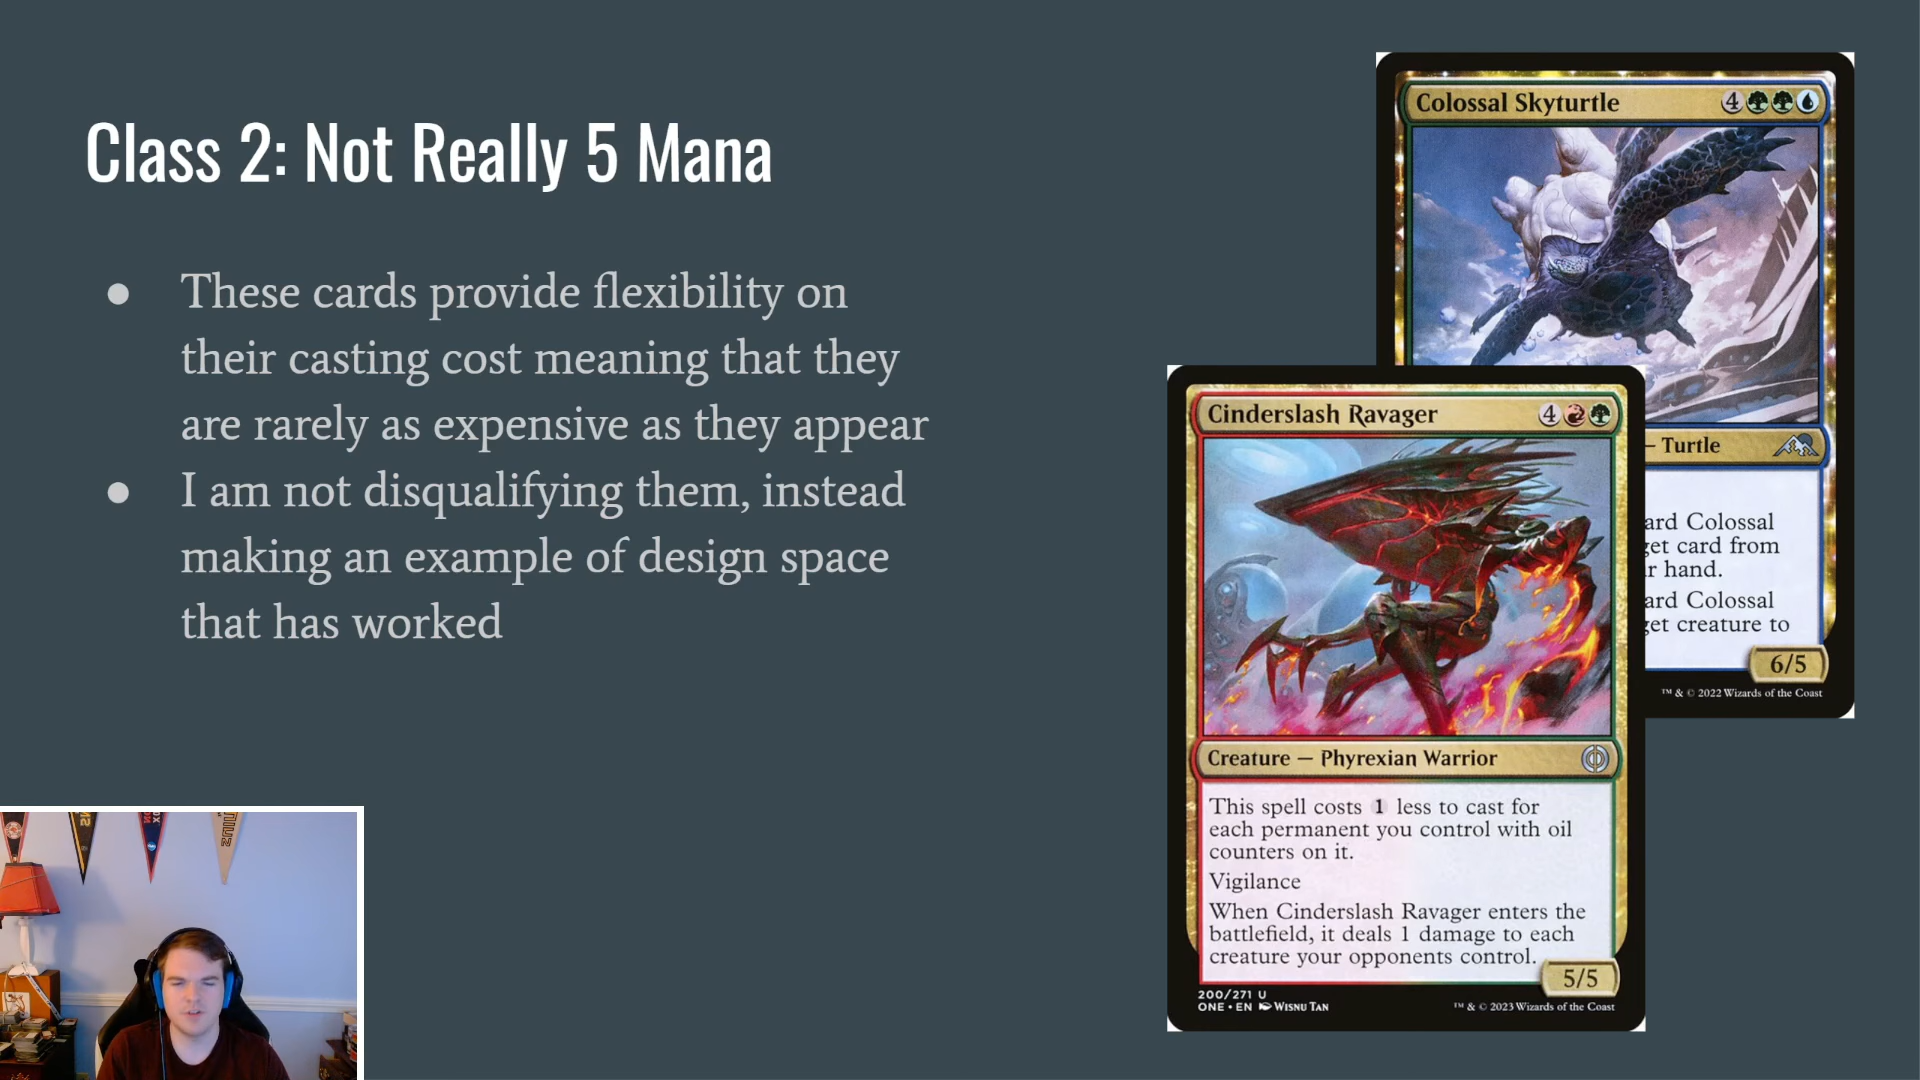 Class 2: Not Really 5 Mana
● These cards provide flexibility on
their casting cost meaning that they
are rarely as expensive as they appear
● I am not disqualifying them, instead
making an example of design space
that has worked
Colossal Skyturtle 4
— Turtle
ard Colossal
get card from
r hand.
ard Colossal
get creature to
6/5
™ & © 2022 Wizards of the Coast
Cinderslash Ravager 4
Creature — Phyrexian Warrior
This spell costs 1 less to cast for
each permanent you control with oil
counters on it.
Vigilance
When Cinderslash Ravager enters the
battlefield, it deals 1 damage to each
creature your opponents control.
5/5
200/271 U
ONE • EN Wisnu Tan
™ & © 2023 Wizards of the Coast